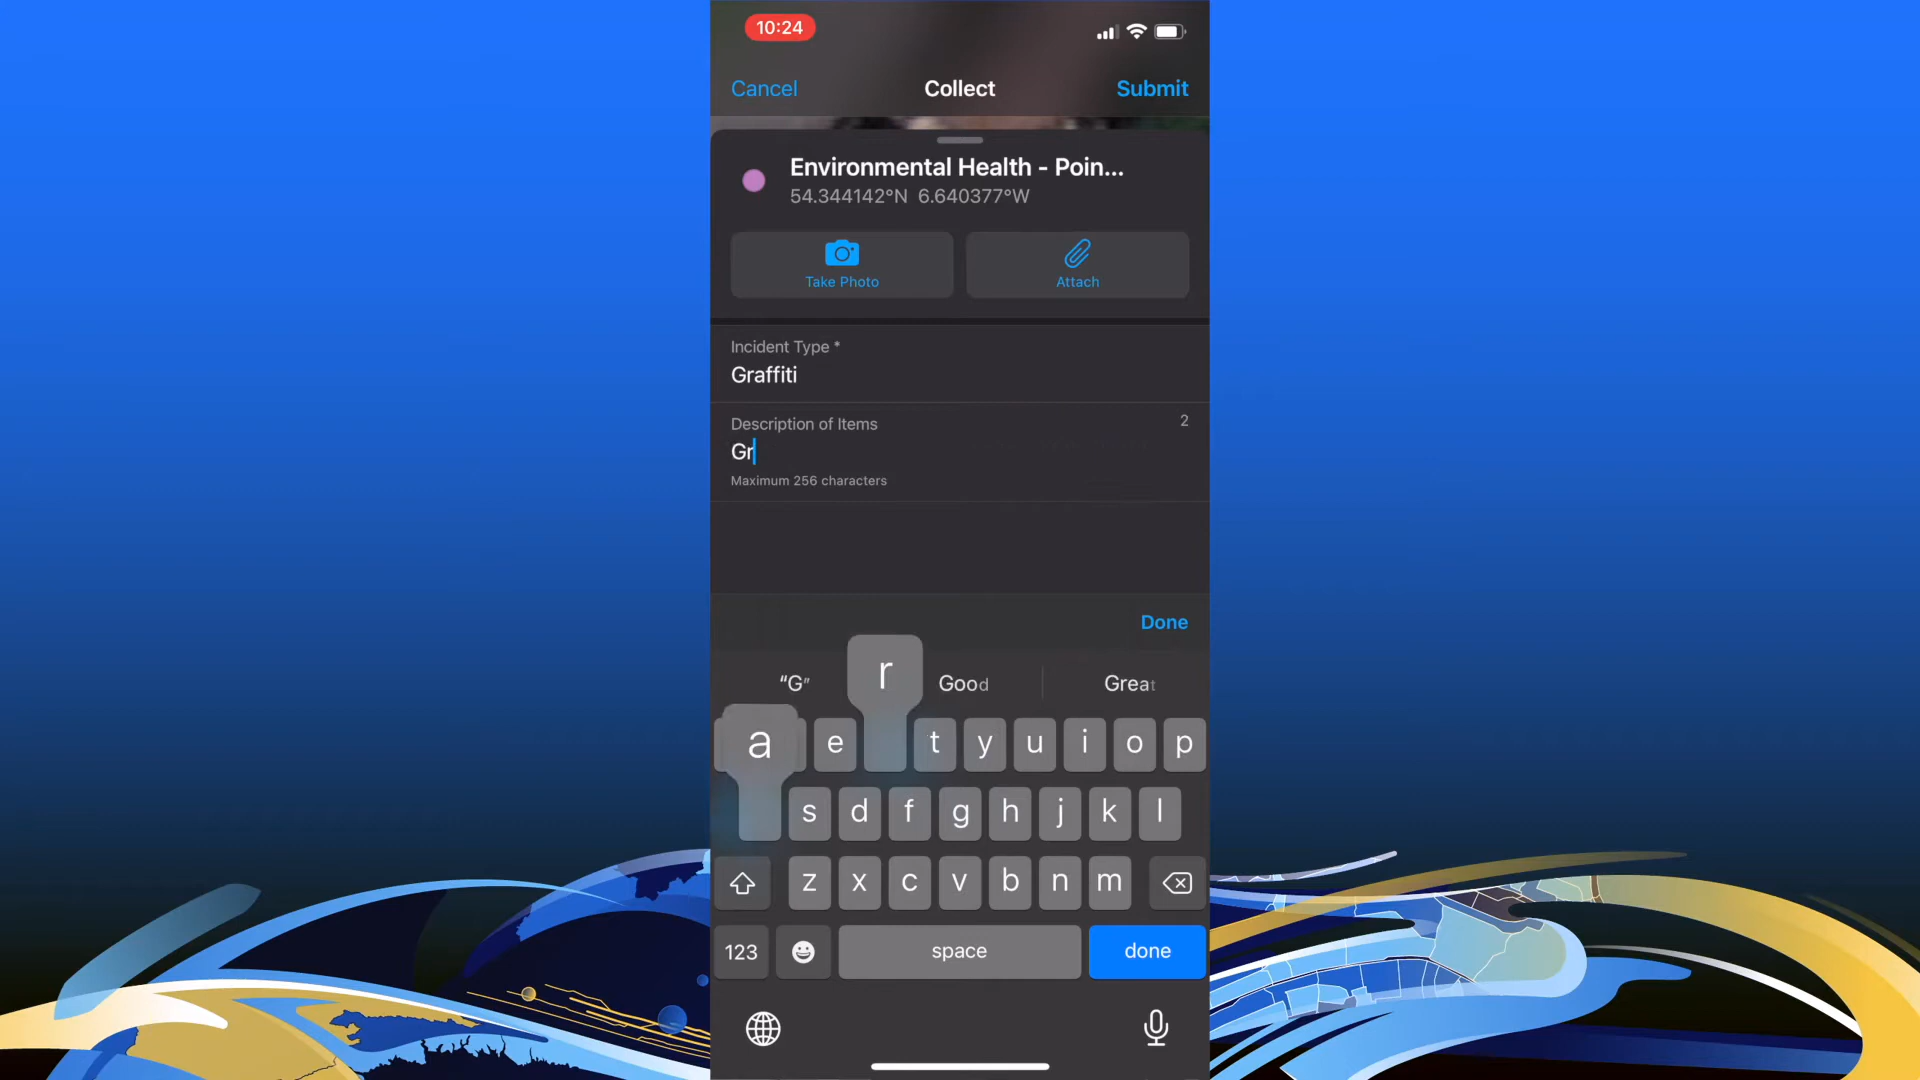 10:24
Cancel
Collect
Submit
Environmental Health - Poin...
54.344142°N 6.640377°W
Take Photo
Attach
Incident Type *
Graffiti
Description of Items
2
Gr
Maximum 256 characters
Done
"G"
Good
Great
r
a e t y u i o p
s d f g h j k l
z x c v b n m
123
space
done